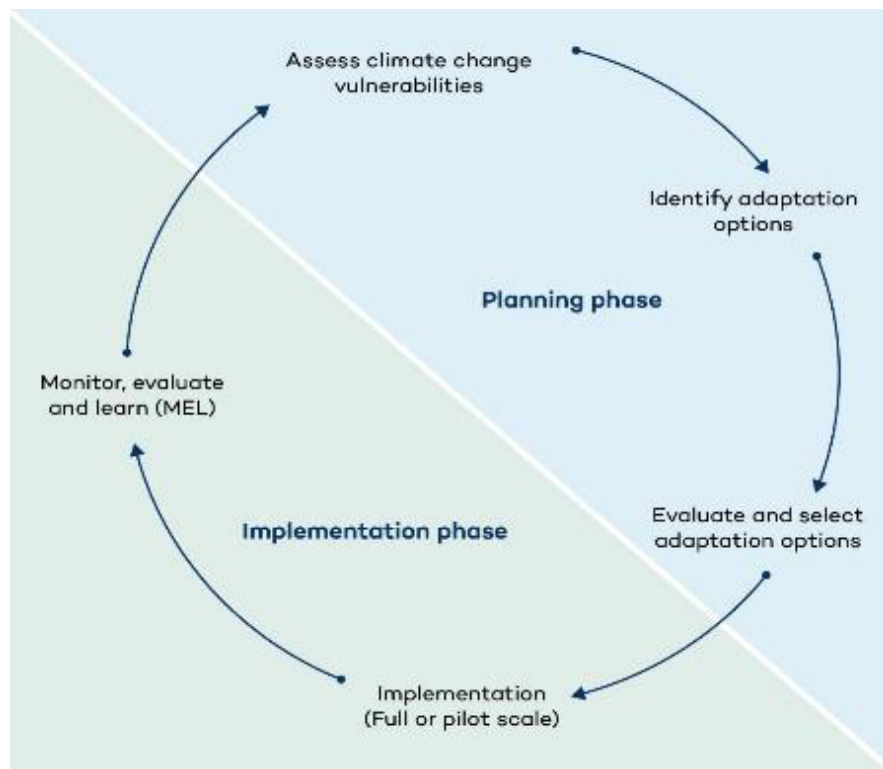 Assess climate change
vulnerabilities
Identify adaptation
options
Planning phase
Monitor, evaluate
and learn (MEL)
Implementation phase
Evaluate and select
adaptation options
Implementation
(Full or pilot scale)